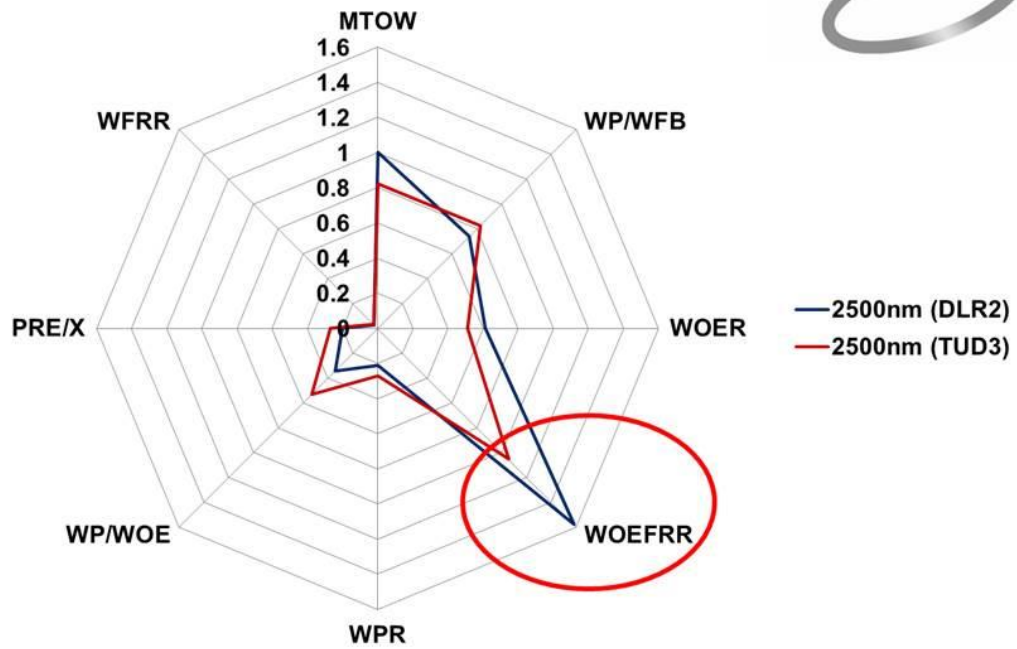 MTOW
1.6
1.4
1.2
1
0.8
0.6
0.4
0.2
0
WP/WFB
WOER
WOEFRR
WPR
WP/WOE
PRE/X
WFRR
2500nm (DLR2)
2500nm (TUD3)